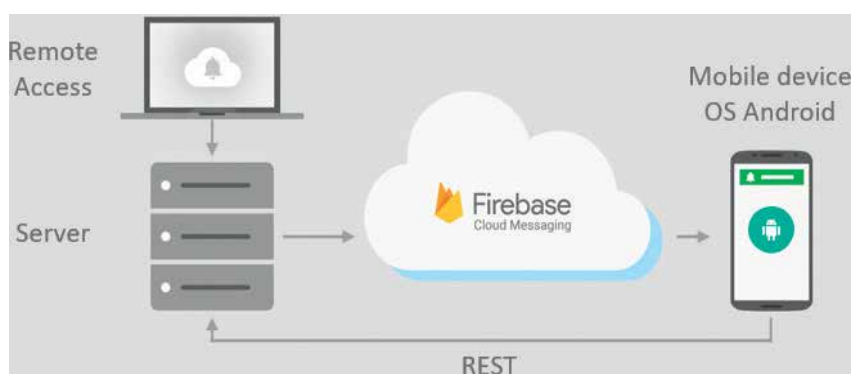 Remote
Access
Mobile device
OS Android
Firebase
Cloud Messaging
Server
REST